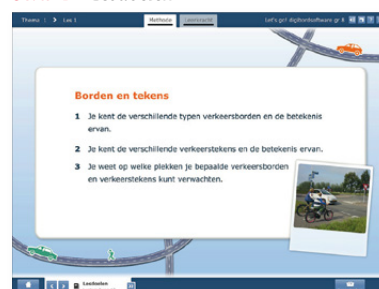 Thema 1 > Les 1 Methode Leerkracht Let's go! digibordsoftware gr 8
Borden en tekens
1 Je kent de verschillende typen verkeersborden en de betekenis
ervan.
2 Je kent de verschillende verkeerstekens en de betekenis ervan.
3 Je weet op welke plekken je bepaalde verkeersborden
en verkeerstekens kunt verwachten.
Lesdoelen